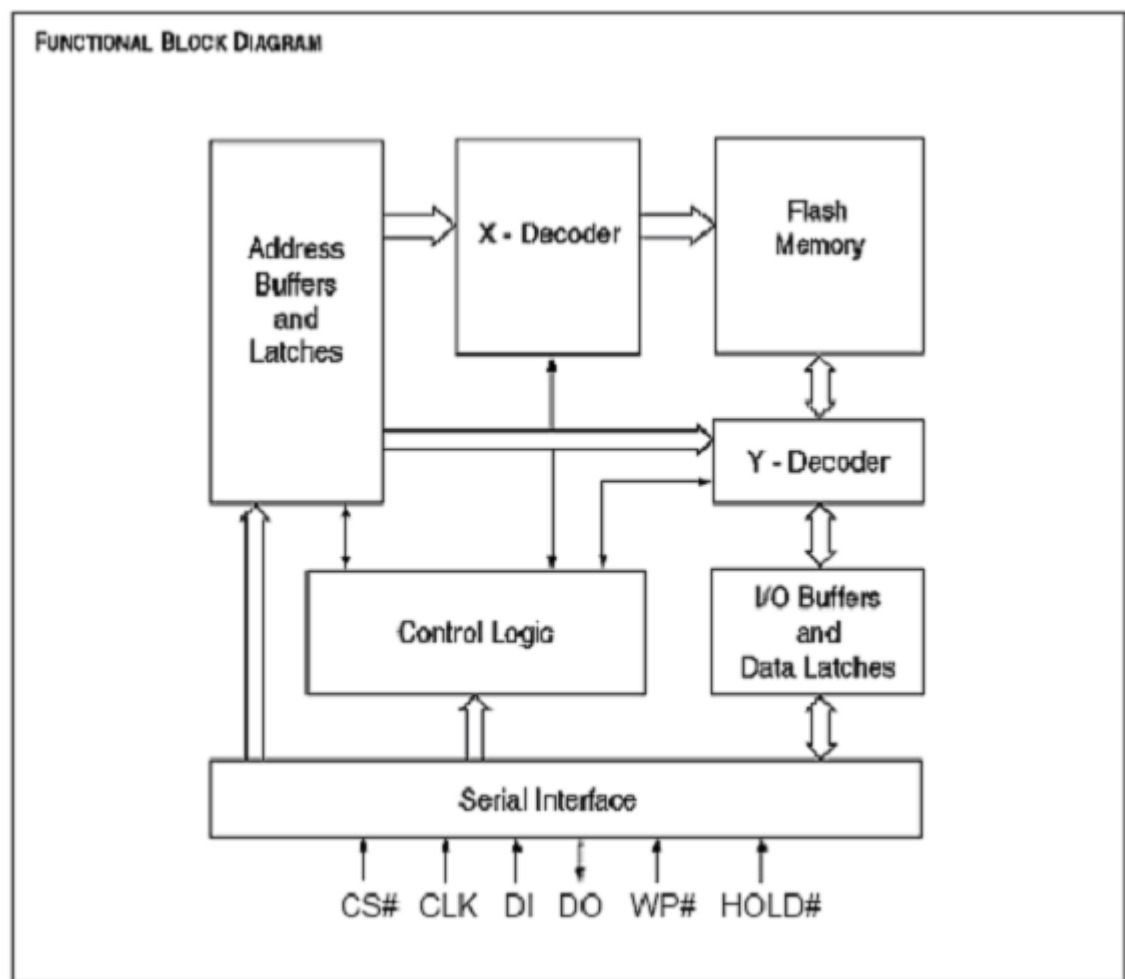 FUNCTIONAL BLOCK DIAGRAM
Address
Buffers
and
Latches
X - Decoder
Flash
Memory
Y - Decoder
Control Logic
I/O Buffers
and
Data Latches
Serial Interface
CS# CLK DI DO WP# HOLD#